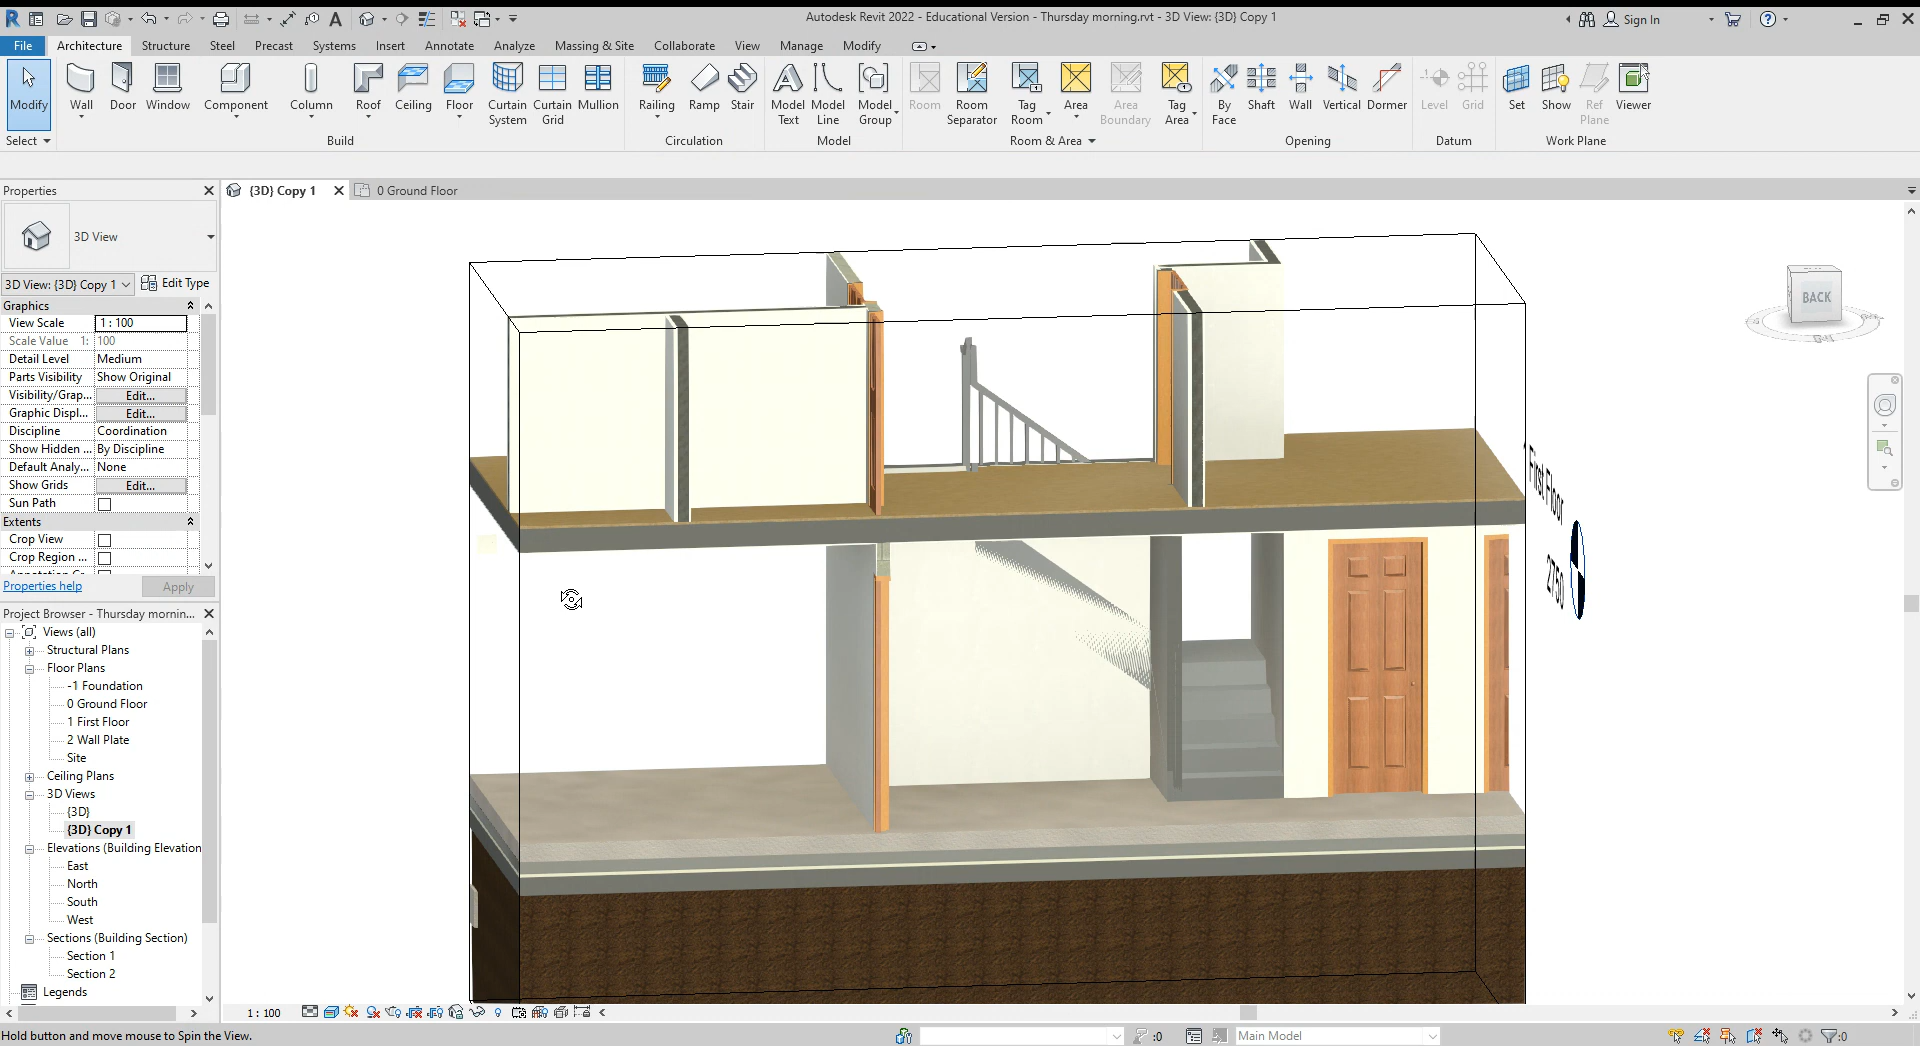 Autodesk Revit 2022 - Educational Version - Thursday morning.rvt - 3D View: {3D} Copy 1
Sign In
File Architecture Structure Steel Precast Systems Insert Annotate Analyze Massing & Site Collaborate View Manage Modify
Modify Wall Door Window Component Column Roof Ceiling Floor Curtain System Curtain Grid Mullion Railing Ramp Stair Model Text Model Line Model Group Room Room Separator Tag Room Area Area Boundary Tag Area By Face Shaft Wall Vertical Dormer Level Grid Set Show Ref Plane Viewer
Select Build Circulation Model Room & Area Opening Datum Work Plane
Properties
{3D} Copy 1
0 Ground Floor
3D View
3D View: {3D} Copy 1 Edit Type
Graphics
View Scale 1 : 100
Scale Value 1: 100
Detail Level Medium
Parts Visibility Show Original
Visibility/Grap... Edit...
Graphic Displ... Edit...
Discipline Coordination
Show Hidden ... By Discipline
Default Analy... None
Show Grids Edit...
Sun Path
Extents
Crop View
Crop Region ...
Properties help Apply
Project Browser - Thursday mornin...
Views (all)
Structural Plans
Floor Plans
-1 Foundation
0 Ground Floor
1 First Floor
2 Wall Plate
Site
Ceiling Plans
3D Views
{3D}
{3D} Copy 1
Elevations (Building Elevation
East
North
South
West
Sections (Building Section)
Section 1
Section 2
Legends
BACK
First Floor
2750
1 : 100
Hold button and move mouse to Spin the View.
:0
Main Model
:0